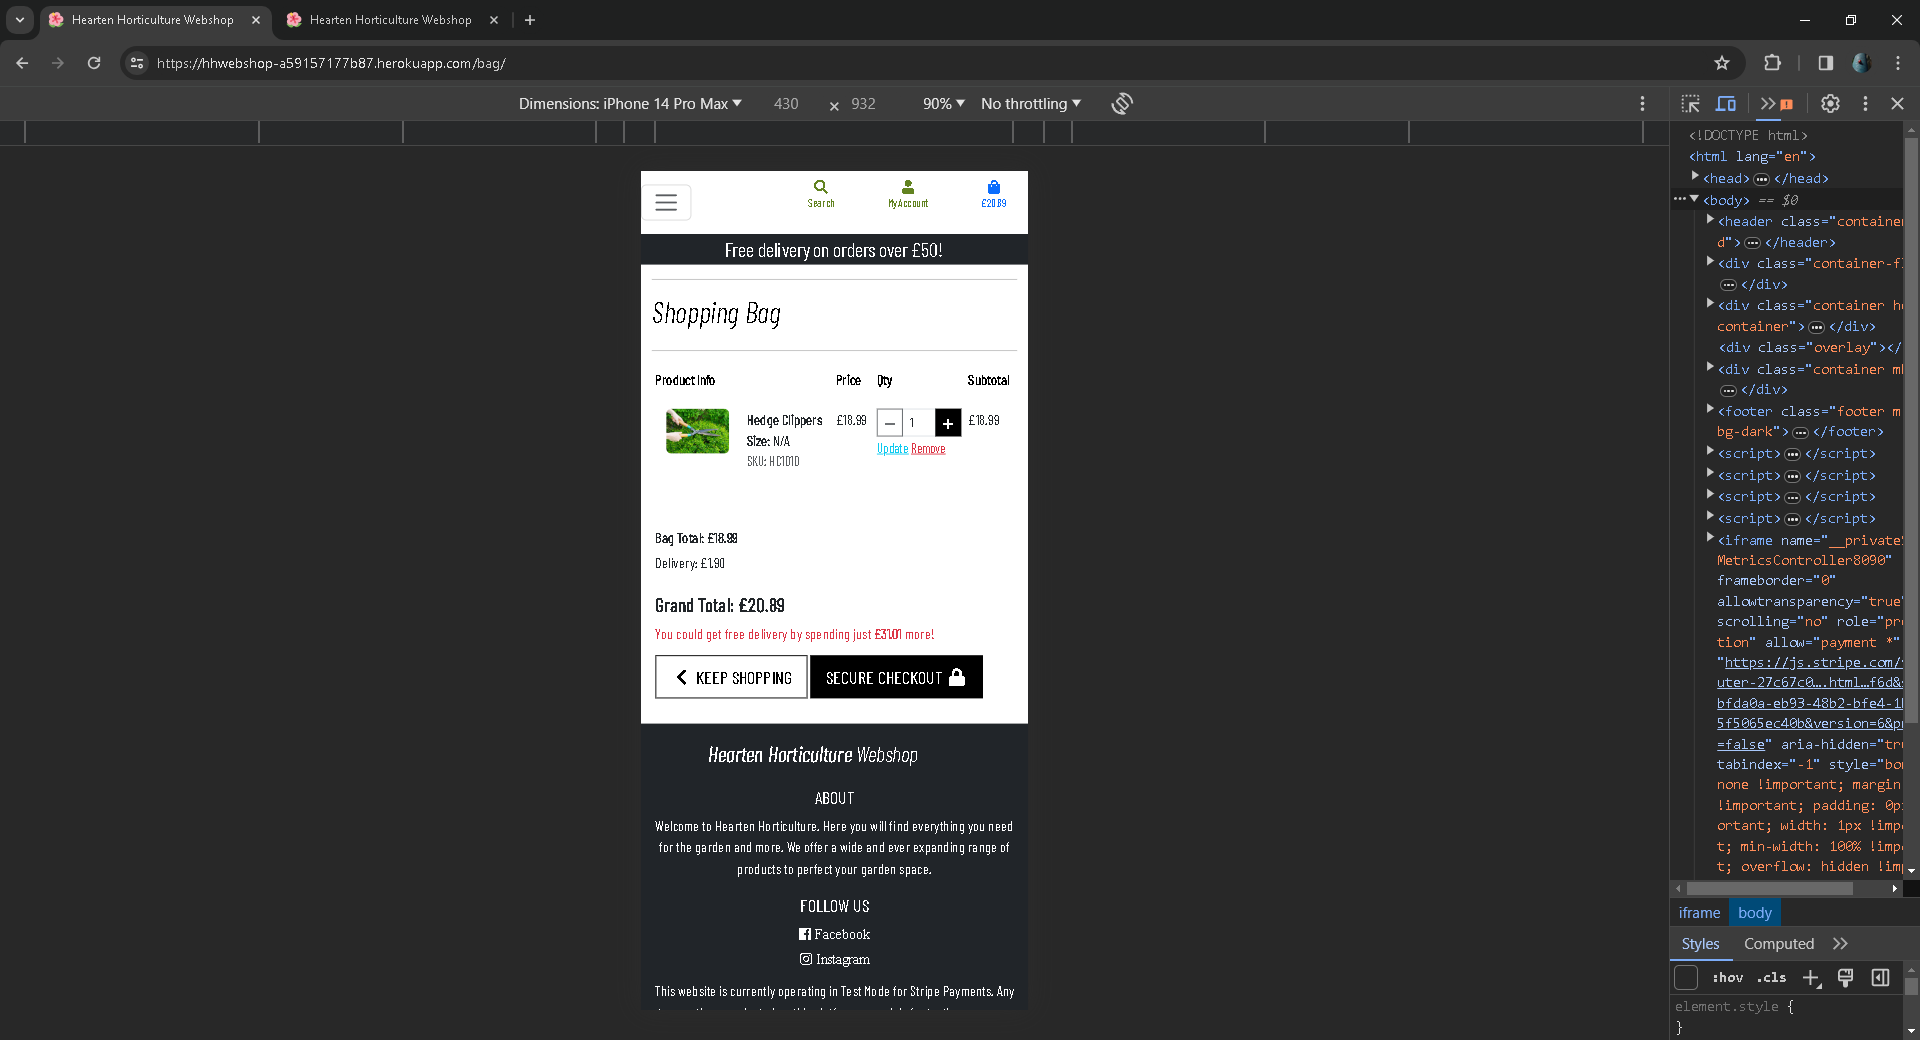 Hearten Horticulture Webshop
Hearten Horticulture Webshop
https://hhwebshop-a59157177b87.herokuapp.com/bag/
Dimensions: iPhone 14 Pro Max 430 × 932 90% No throttling
Search
My Account
£20.89
Free delivery on orders over £50!
Shopping Bag
Product Info Price Qty Subtotal
Hedge Clippers £18.99 1 £18.99
Size: N/A
Update Remove
SKU: HC1010
Bag Total: £18.99
Delivery: £1.90
Grand Total: £20.89
You could get free delivery by spending just £31.01 more!
KEEP SHOPPING SECURE CHECKOUT
Hearten Horticulture Webshop
ABOUT
Welcome to Hearten Horticulture. Here you will find everything you need
for the garden and more. We offer a wide and ever expanding range of
products to perfect your garden space.
FOLLOW US
Facebook
Instagram
This website is currently operating in Test Mode for Stripe Payments. Any
<!DOCTYPE html>
<html lang="en">
<head> </head>
<body> == $0
<header class="container
d"> </header>
<div class="container-f
</div>
<div class="container h
container"> </div>
<div class="overlay"></
<div class="container m
</div>
<footer class="footer m
bg-dark"> </footer>
<script> </script>
<script> </script>
<script> </script>
<script> </script>
<iframe name="__private
MetricsController8090"
frameborder="0"
allowtransparency="true"
scrolling="no" role="pre
tion" allow="payment *"
"https://js.stripe.com/
uter-27c67c0….html…f6d&
bfda0a-eb93-48b2-bfe4-1
5f5065ec40b&version=6&p
=false" aria-hidden="tr
tabindex="-1" style="bo
none !important; margin
!important; padding: 0p
ortant; width: 1px !imp
t; min-width: 100% !imp
t; overflow: hidden !im
iframe body
Styles Computed
:hov .cls
element.style {
}